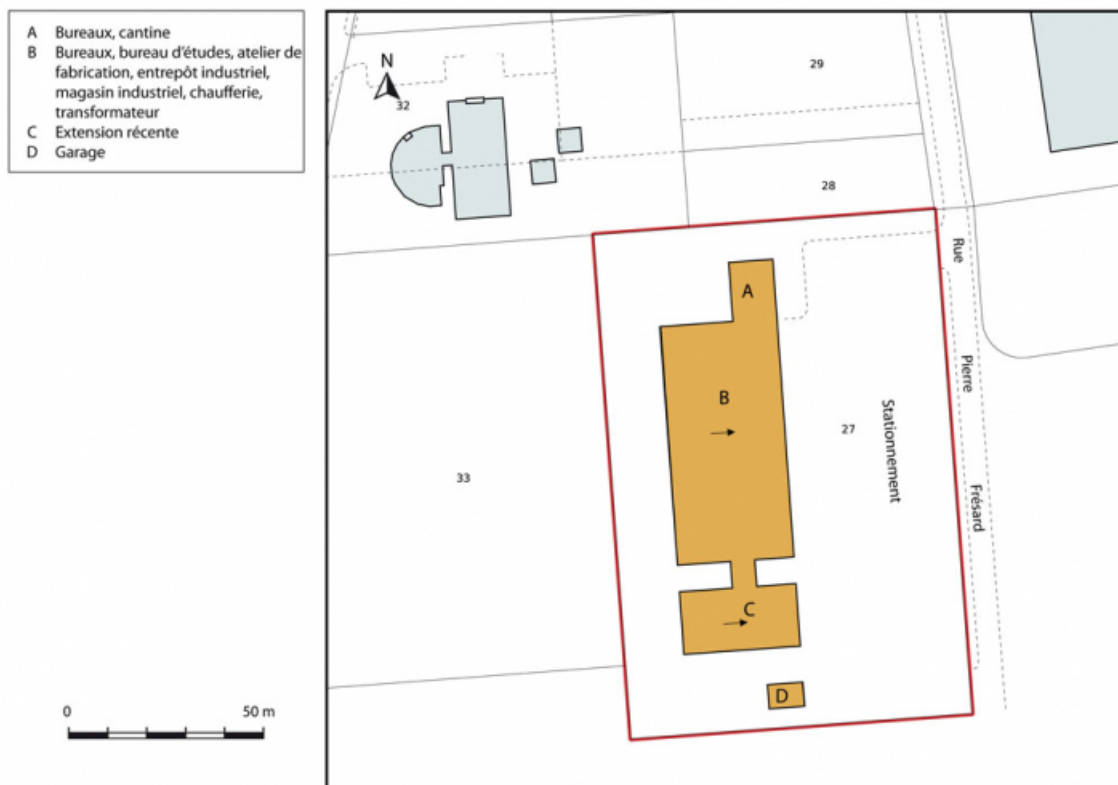 A Bureaux, cantine
B Bureaux, bureau d'études, atelier de
fabrication, entrepôt industriel,
magasin industriel, chaufferie,
transformateur
C Extension récente
D Garage
N
32
29
28
Rue
A
Pierre
B
27
Stationnement
33
Frésard
C
D
0 50 m